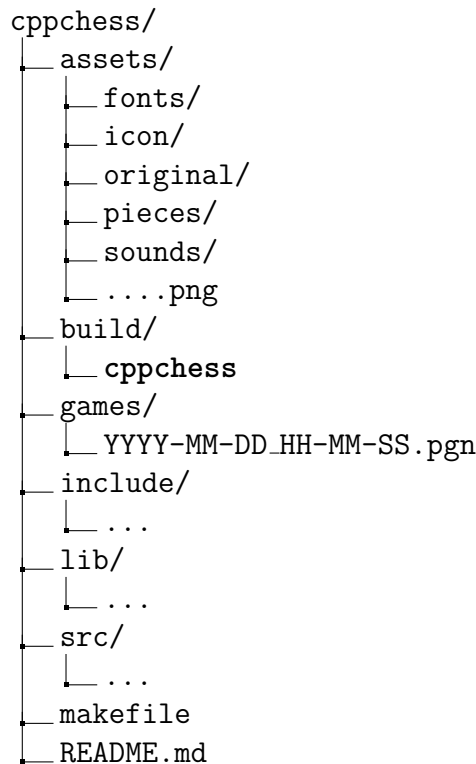 cppchess/
assets/
fonts/
icon/
original/
pieces/
sounds/
....png
build/
cppchess
games/
YYYY-MM-DD_HH-MM-SS.pgn
include/
...
lib/
...
src/
...
makefile
README.md